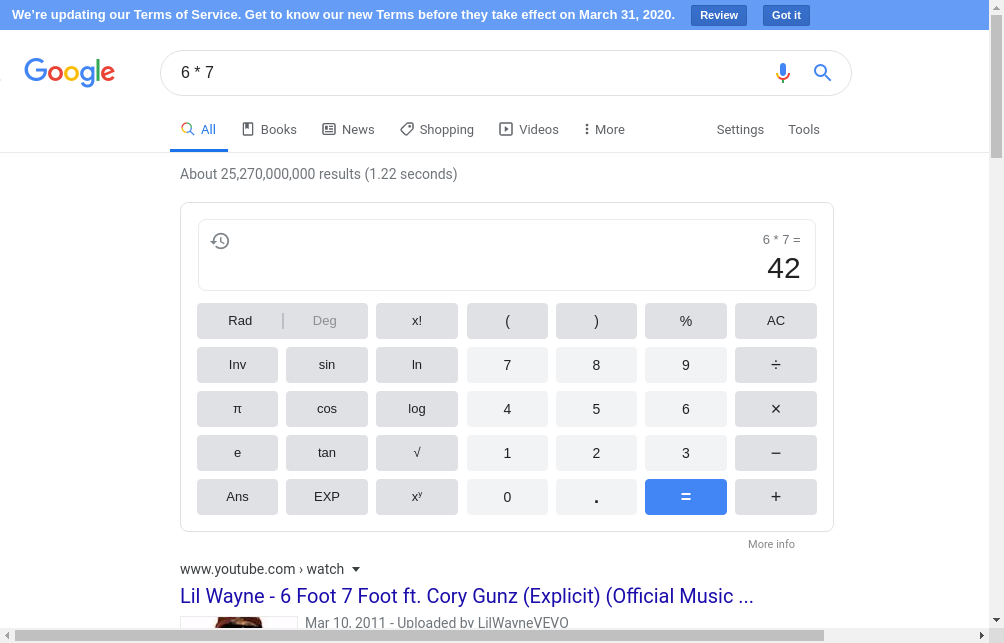 We're updating our Terms of Service. Get to know our new Terms before they take effect on March 31, 2020. Review Got it
Google 6 * 7
All Books News Shopping Videos More Settings Tools
About 25,270,000,000 results (1.22 seconds)
6 * 7 =
42
Rad Deg x! ( ) % AC
Inv sin ln 7 8 9 ÷
π cos log 4 5 6 ×
e tan √ 1 2 3 −
Ans EXP xʸ 0 . = +
More info
www.youtube.com › watch
Lil Wayne - 6 Foot 7 Foot ft. Cory Gunz (Explicit) (Official Music ...
Mar 10, 2011 - Uploaded by LilWayneVEVO